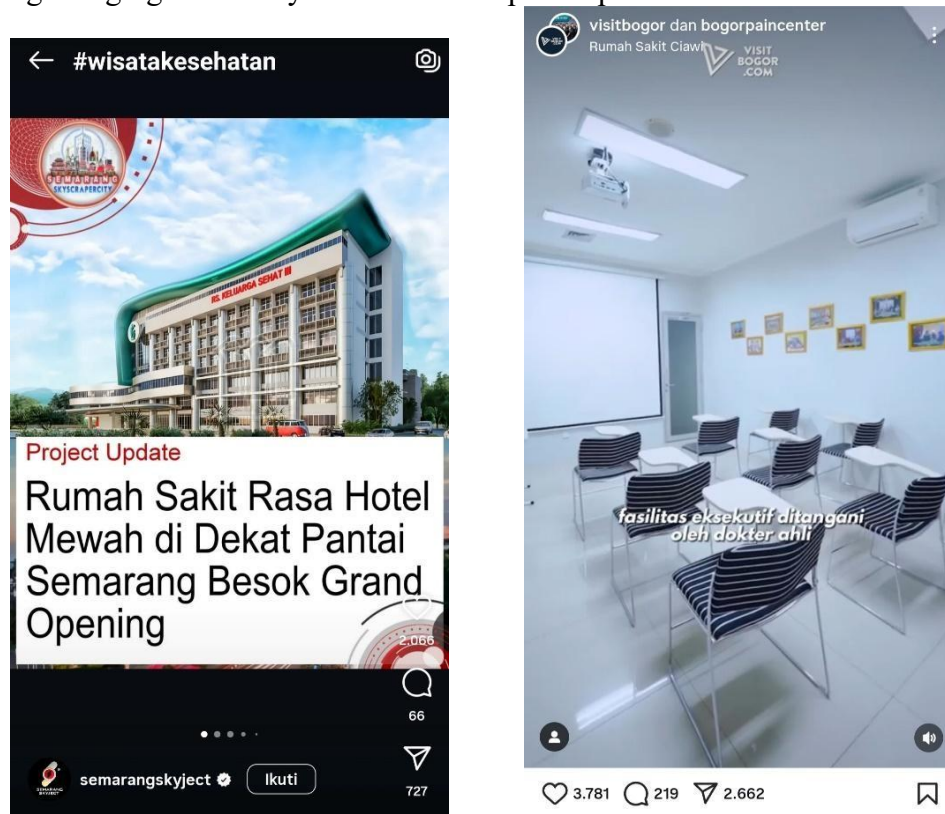 ← #wisatakesehatan
SEMARANG
SKYSCRAPERCITY
RS. KELUARGA SEHAT III
Project Update
Rumah Sakit Rasa Hotel
Mewah di Dekat Pantai
Semarang Besok Grand
Opening
2.066
66
727
semarangskyject
Ikuti
visitbogor dan bogorpaincenter
Rumah Sakit Ciawi
VISIT
BOGOR
.COM
fasilitas eksekutif ditangani
oleh dokter ahli
3.781 219 2.662